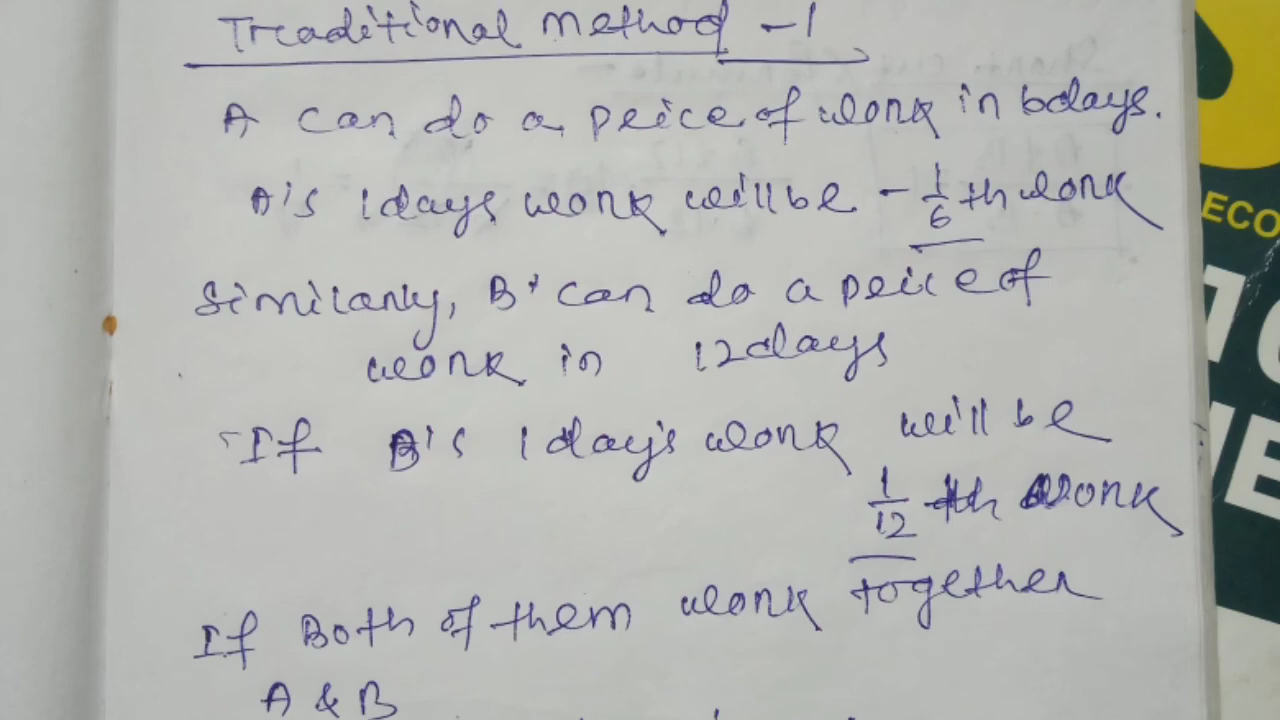 Treaditional method -1
A can do a peice of work in 6days.
A's 1days work will be - 1/6 th work
Similarly, B' can do a peice of
work in 12days
If B's 1day's work will be
1/12 th work
If Both of them work together
A & B
ECO